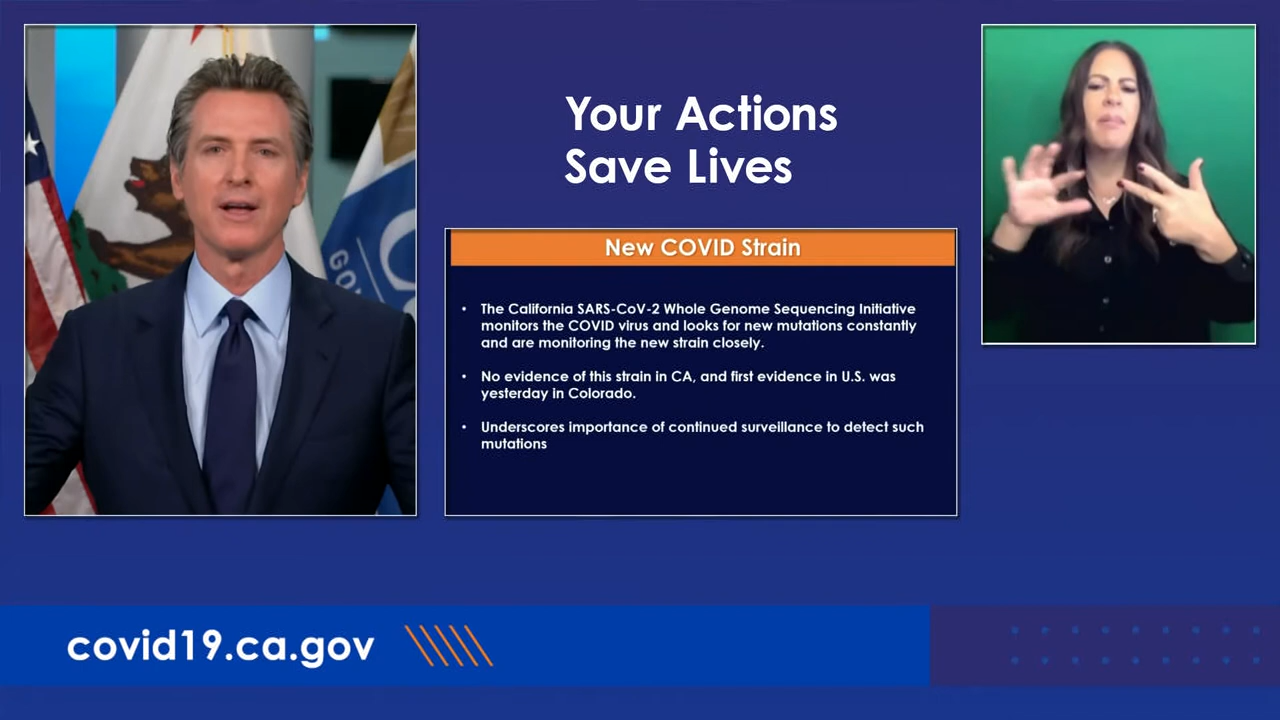 Your Actions
Save Lives
New COVID Strain
• The California SARS-CoV-2 Whole Genome Sequencing Initiative
monitors the COVID virus and looks for new mutations constantly
and are monitoring the new strain closely.
• No evidence of this strain in CA, and first evidence in U.S. was
yesterday in Colorado.
• Underscores importance of continued surveillance to detect such
mutations
covid19.ca.gov